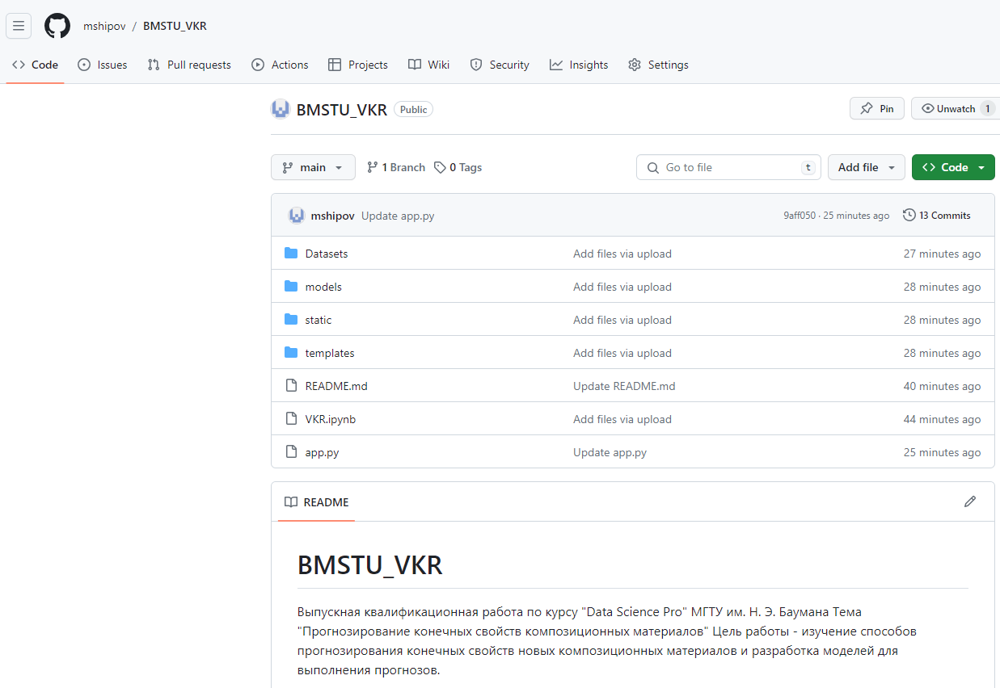 mshipov / BMSTU_VKR
Code Issues Pull requests Actions Projects Wiki Security Insights Settings
BMSTU_VKR Public Pin Unwatch 1
main 1 Branch 0 Tags Go to file t Add file Code
mshipov Update app.py 9aff050 · 25 minutes ago 13 Commits
Datasets Add files via upload 27 minutes ago
models Add files via upload 28 minutes ago
static Add files via upload 28 minutes ago
templates Add files via upload 28 minutes ago
README.md Update README.md 40 minutes ago
VKR.ipynb Add files via upload 44 minutes ago
app.py Update app.py 25 minutes ago
README
BMSTU_VKR
Выпускная квалификационная работа по курсу "Data Science Pro" МГТУ им. Н. Э. Баумана Тема
"Прогнозирование конечных свойств композиционных материалов" Цель работы - изучение способов
прогнозирования конечных свойств новых композиционных материалов и разработка моделей для
выполнения прогнозов.